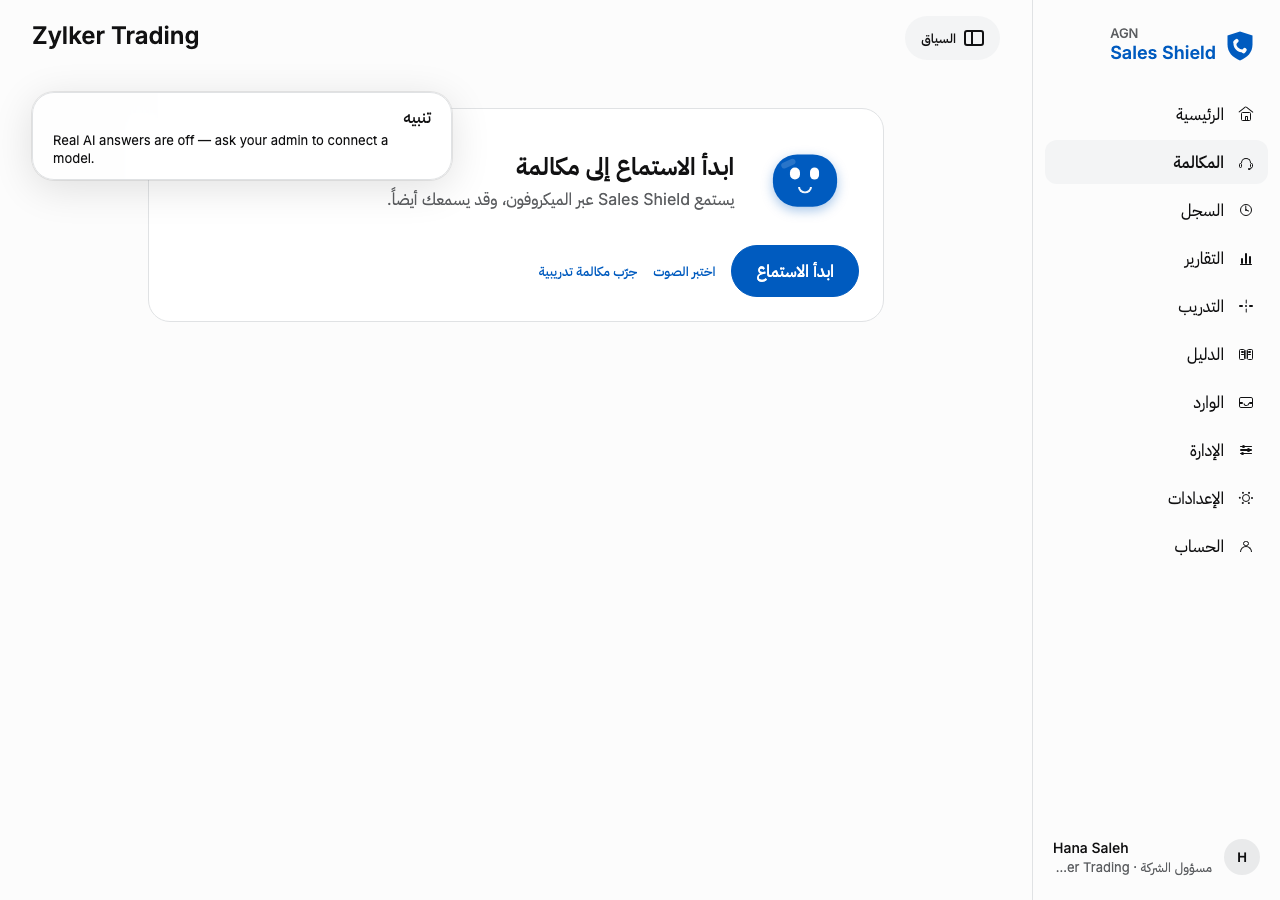 AGN
Sales Shield
الرئيسية
المكالمة
السجل
التقارير
التدريب
الدليل
الوارد
الإدارة
الإعدادات
الحساب
H
Hana Saleh
مسؤول الشركة · er Trading...
السياق
Zylker Trading
تنبيه
Real AI answers are off — ask your admin to connect a
model.
ابدأ الاستماع إلى مكالمة
يستمع Sales Shield عبر الميكروفون، وقد يسمعك أيضاً.
ابدأ الاستماع
اختبر الصوت
جرّب مكالمة تدريبية